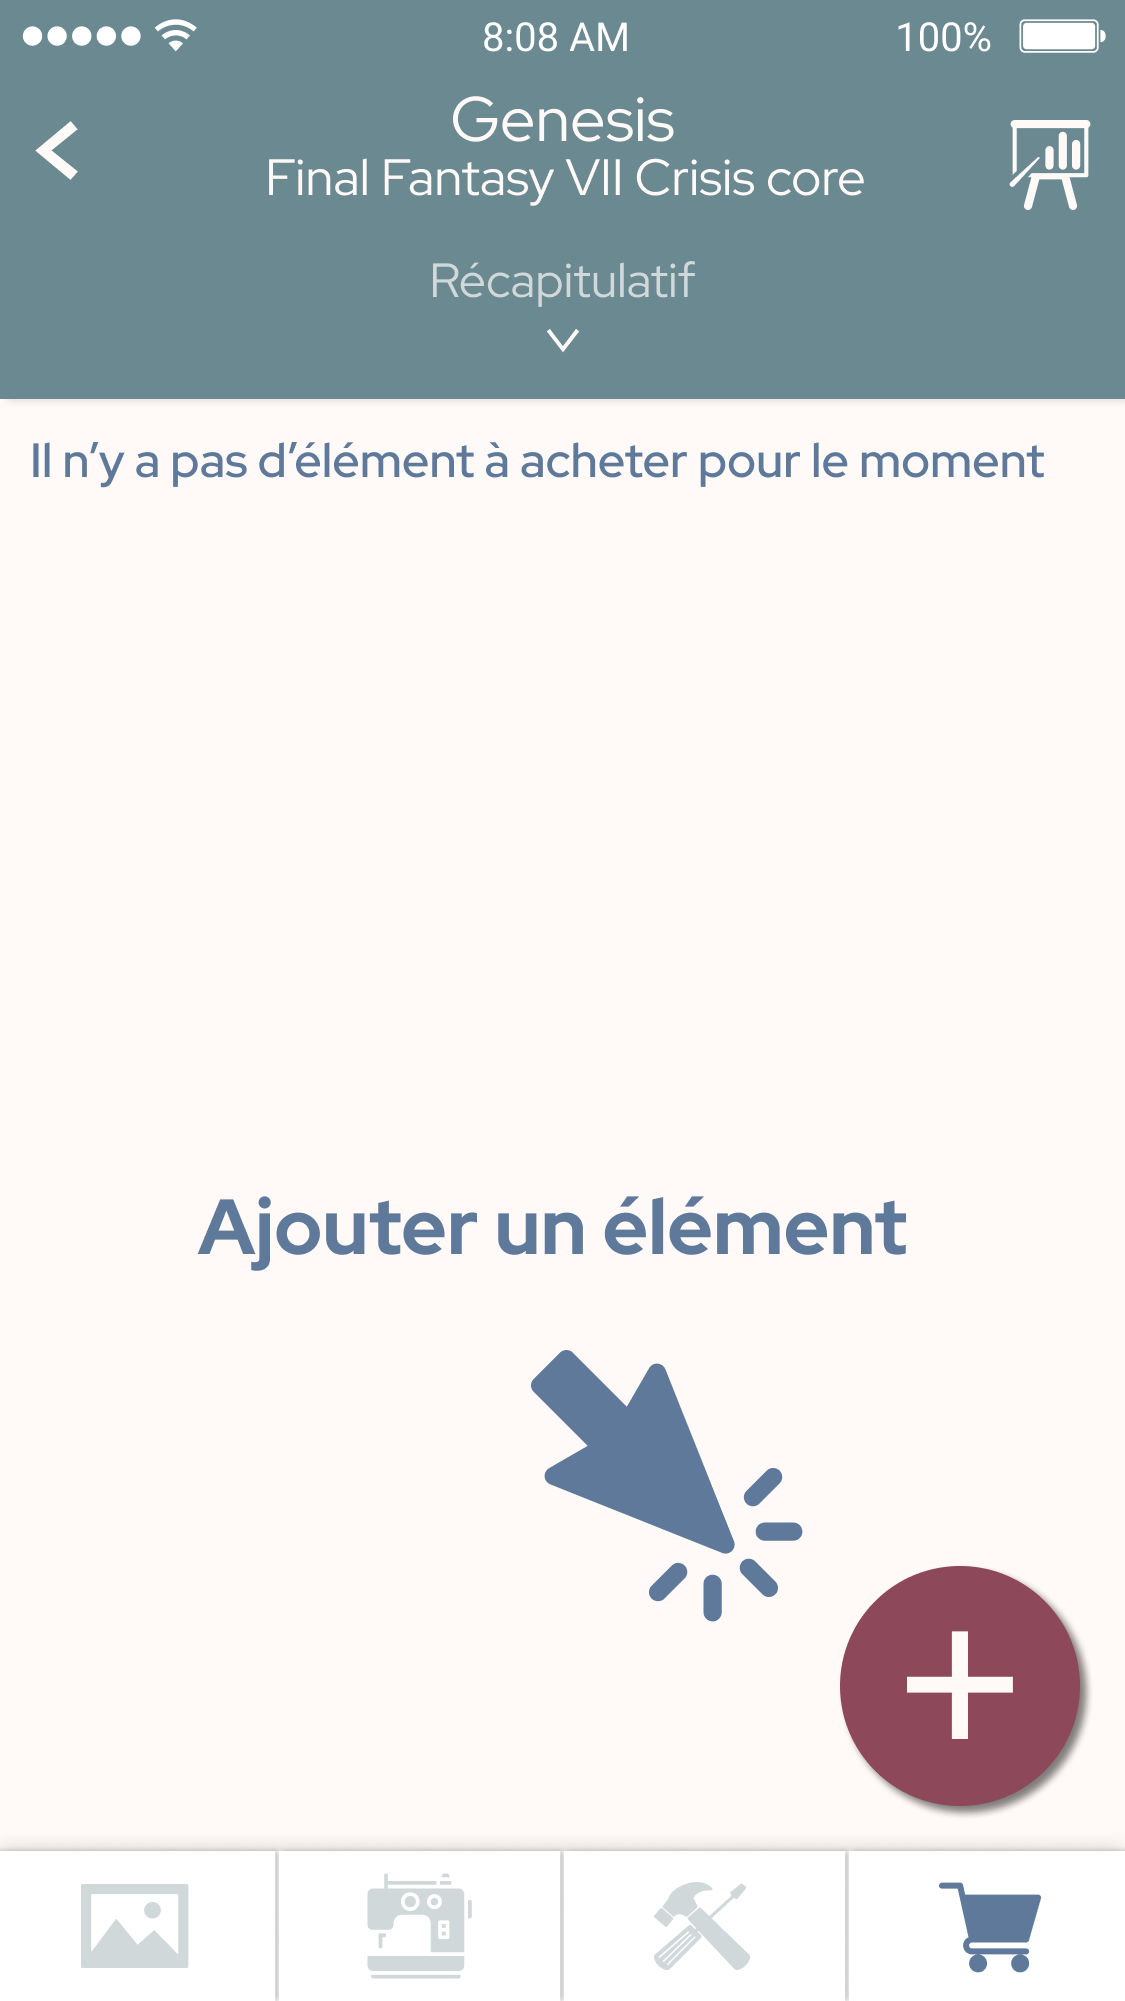 8:08 AM
100%
Genesis
Final Fantasy VII Crisis core
Récapitulatif
Il n’y a pas d’élément à acheter pour le moment
Ajouter un élément